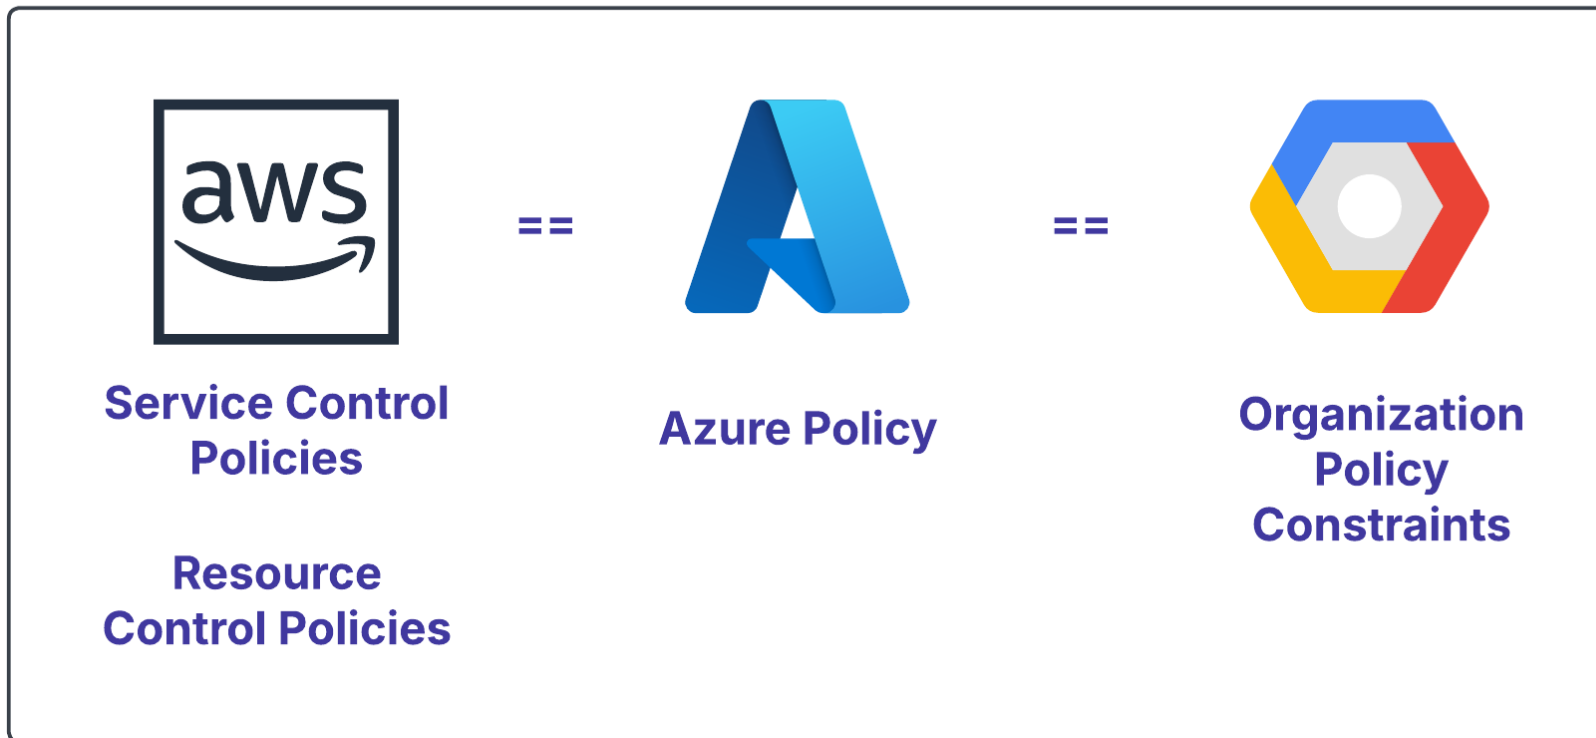 aws
==
==
Service Control
Policies
Resource
Control Policies
Azure Policy
Organization
Policy
Constraints